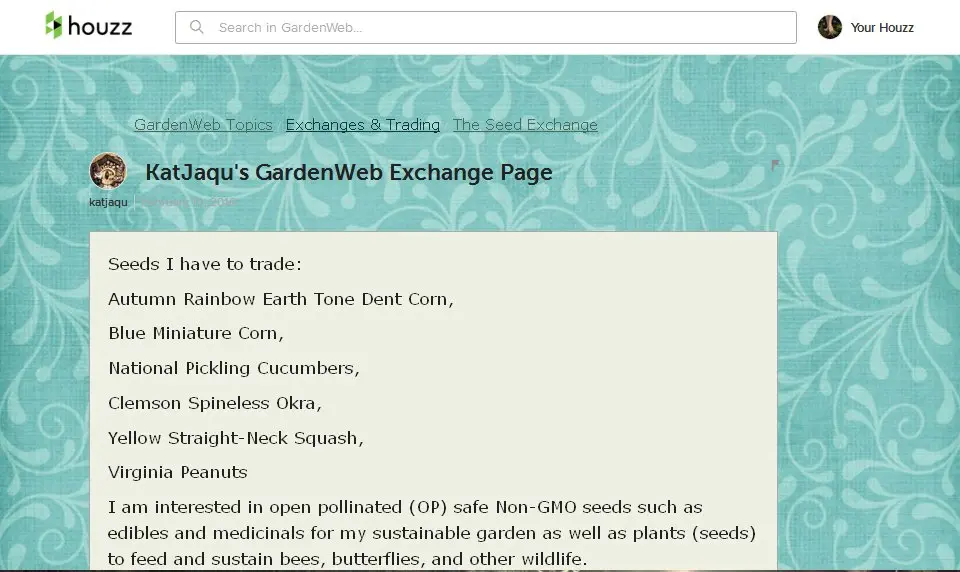 houzz
Search in GardenWeb...
Your Houzz
GardenWeb Topics Exchanges & Trading The Seed Exchange
KatJaqu's GardenWeb Exchange Page
katjaqu
Seeds I have to trade:
Autumn Rainbow Earth Tone Dent Corn,
Blue Miniature Corn,
National Pickling Cucumbers,
Clemson Spineless Okra,
Yellow Straight-Neck Squash,
Virginia Peanuts
I am interested in open pollinated (OP) safe Non-GMO seeds such as
edibles and medicinals for my sustainable garden as well as plants (seeds)
to feed and sustain bees, butterflies, and other wildlife.